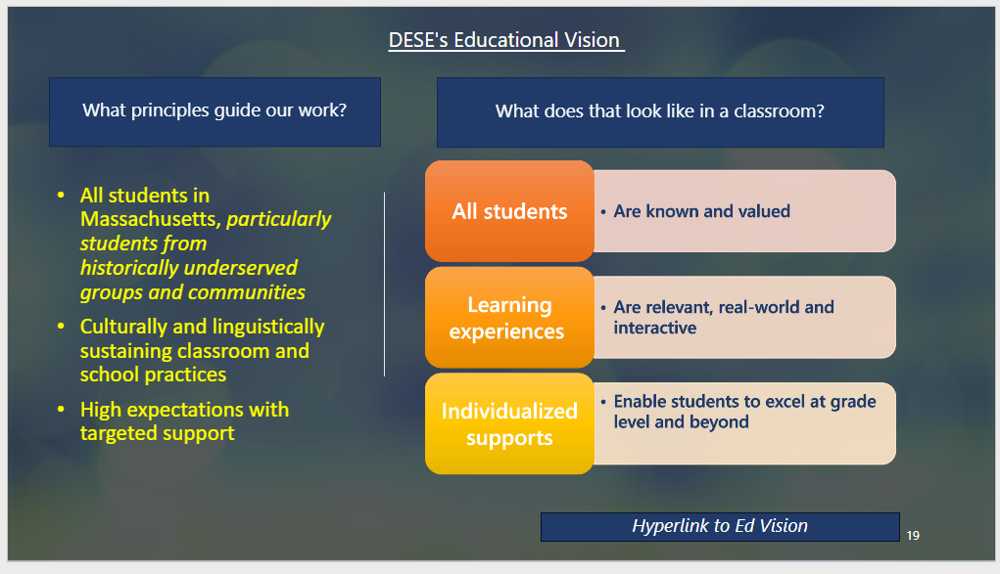 DESE's Educational Vision
What principles guide our work?
• All students in
Massachusetts, particularly
students from
historically underserved
groups and communities
• Culturally and linguistically
sustaining classroom and
school practices
• High expectations with
targeted support
What does that look like in a classroom?
All students
• Are known and valued
Learning
experiences
• Are relevant, real-world and
interactive
Individualized
supports
• Enable students to excel at grade
level and beyond
Hyperlink to Ed Vision
19